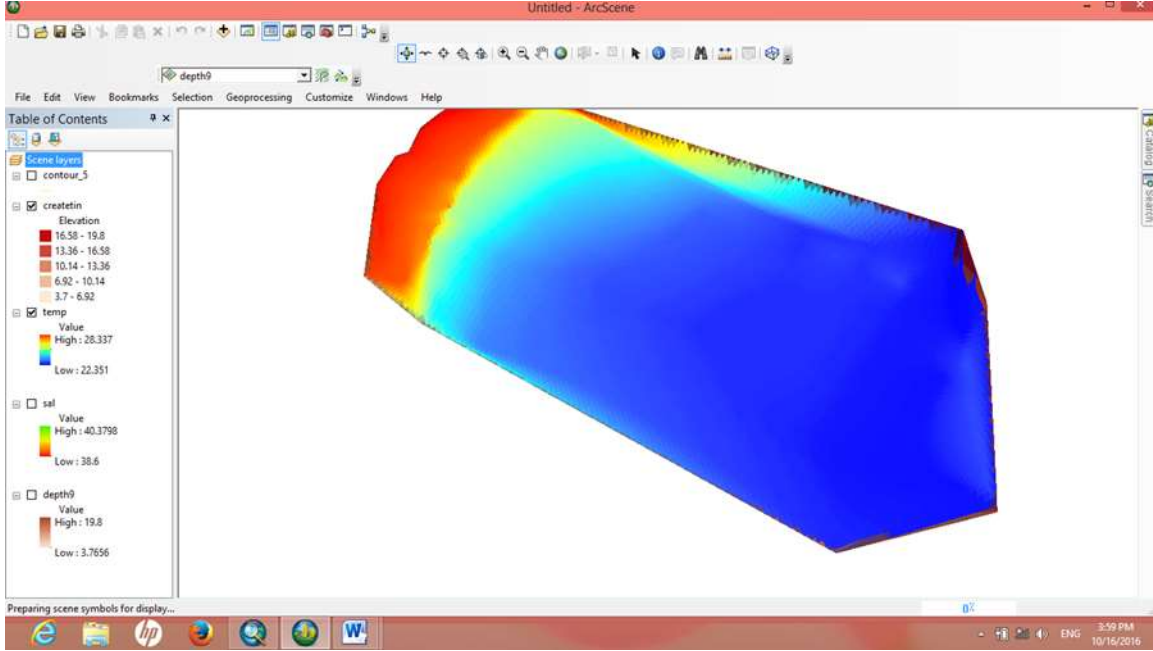 Untitled - ArcScene
depth9
File Edit View Bookmarks Selection Geoprocessing Customize Windows Help
Table of Contents
Scene layers
contour_5
createtin
Elevation
16.58 - 19.8
13.36 - 16.58
10.14 - 13.36
6.92 - 10.14
3.7 - 6.92
temp
Value
High : 28.337
Low : 22.351
sal
Value
High : 40.3798
Low : 38.6
depth9
Value
High : 19.8
Low : 3.7656
Catalog
Search
Preparing scene symbols for display...
0%
hp
W
ENG
3:59 PM
10/16/2016